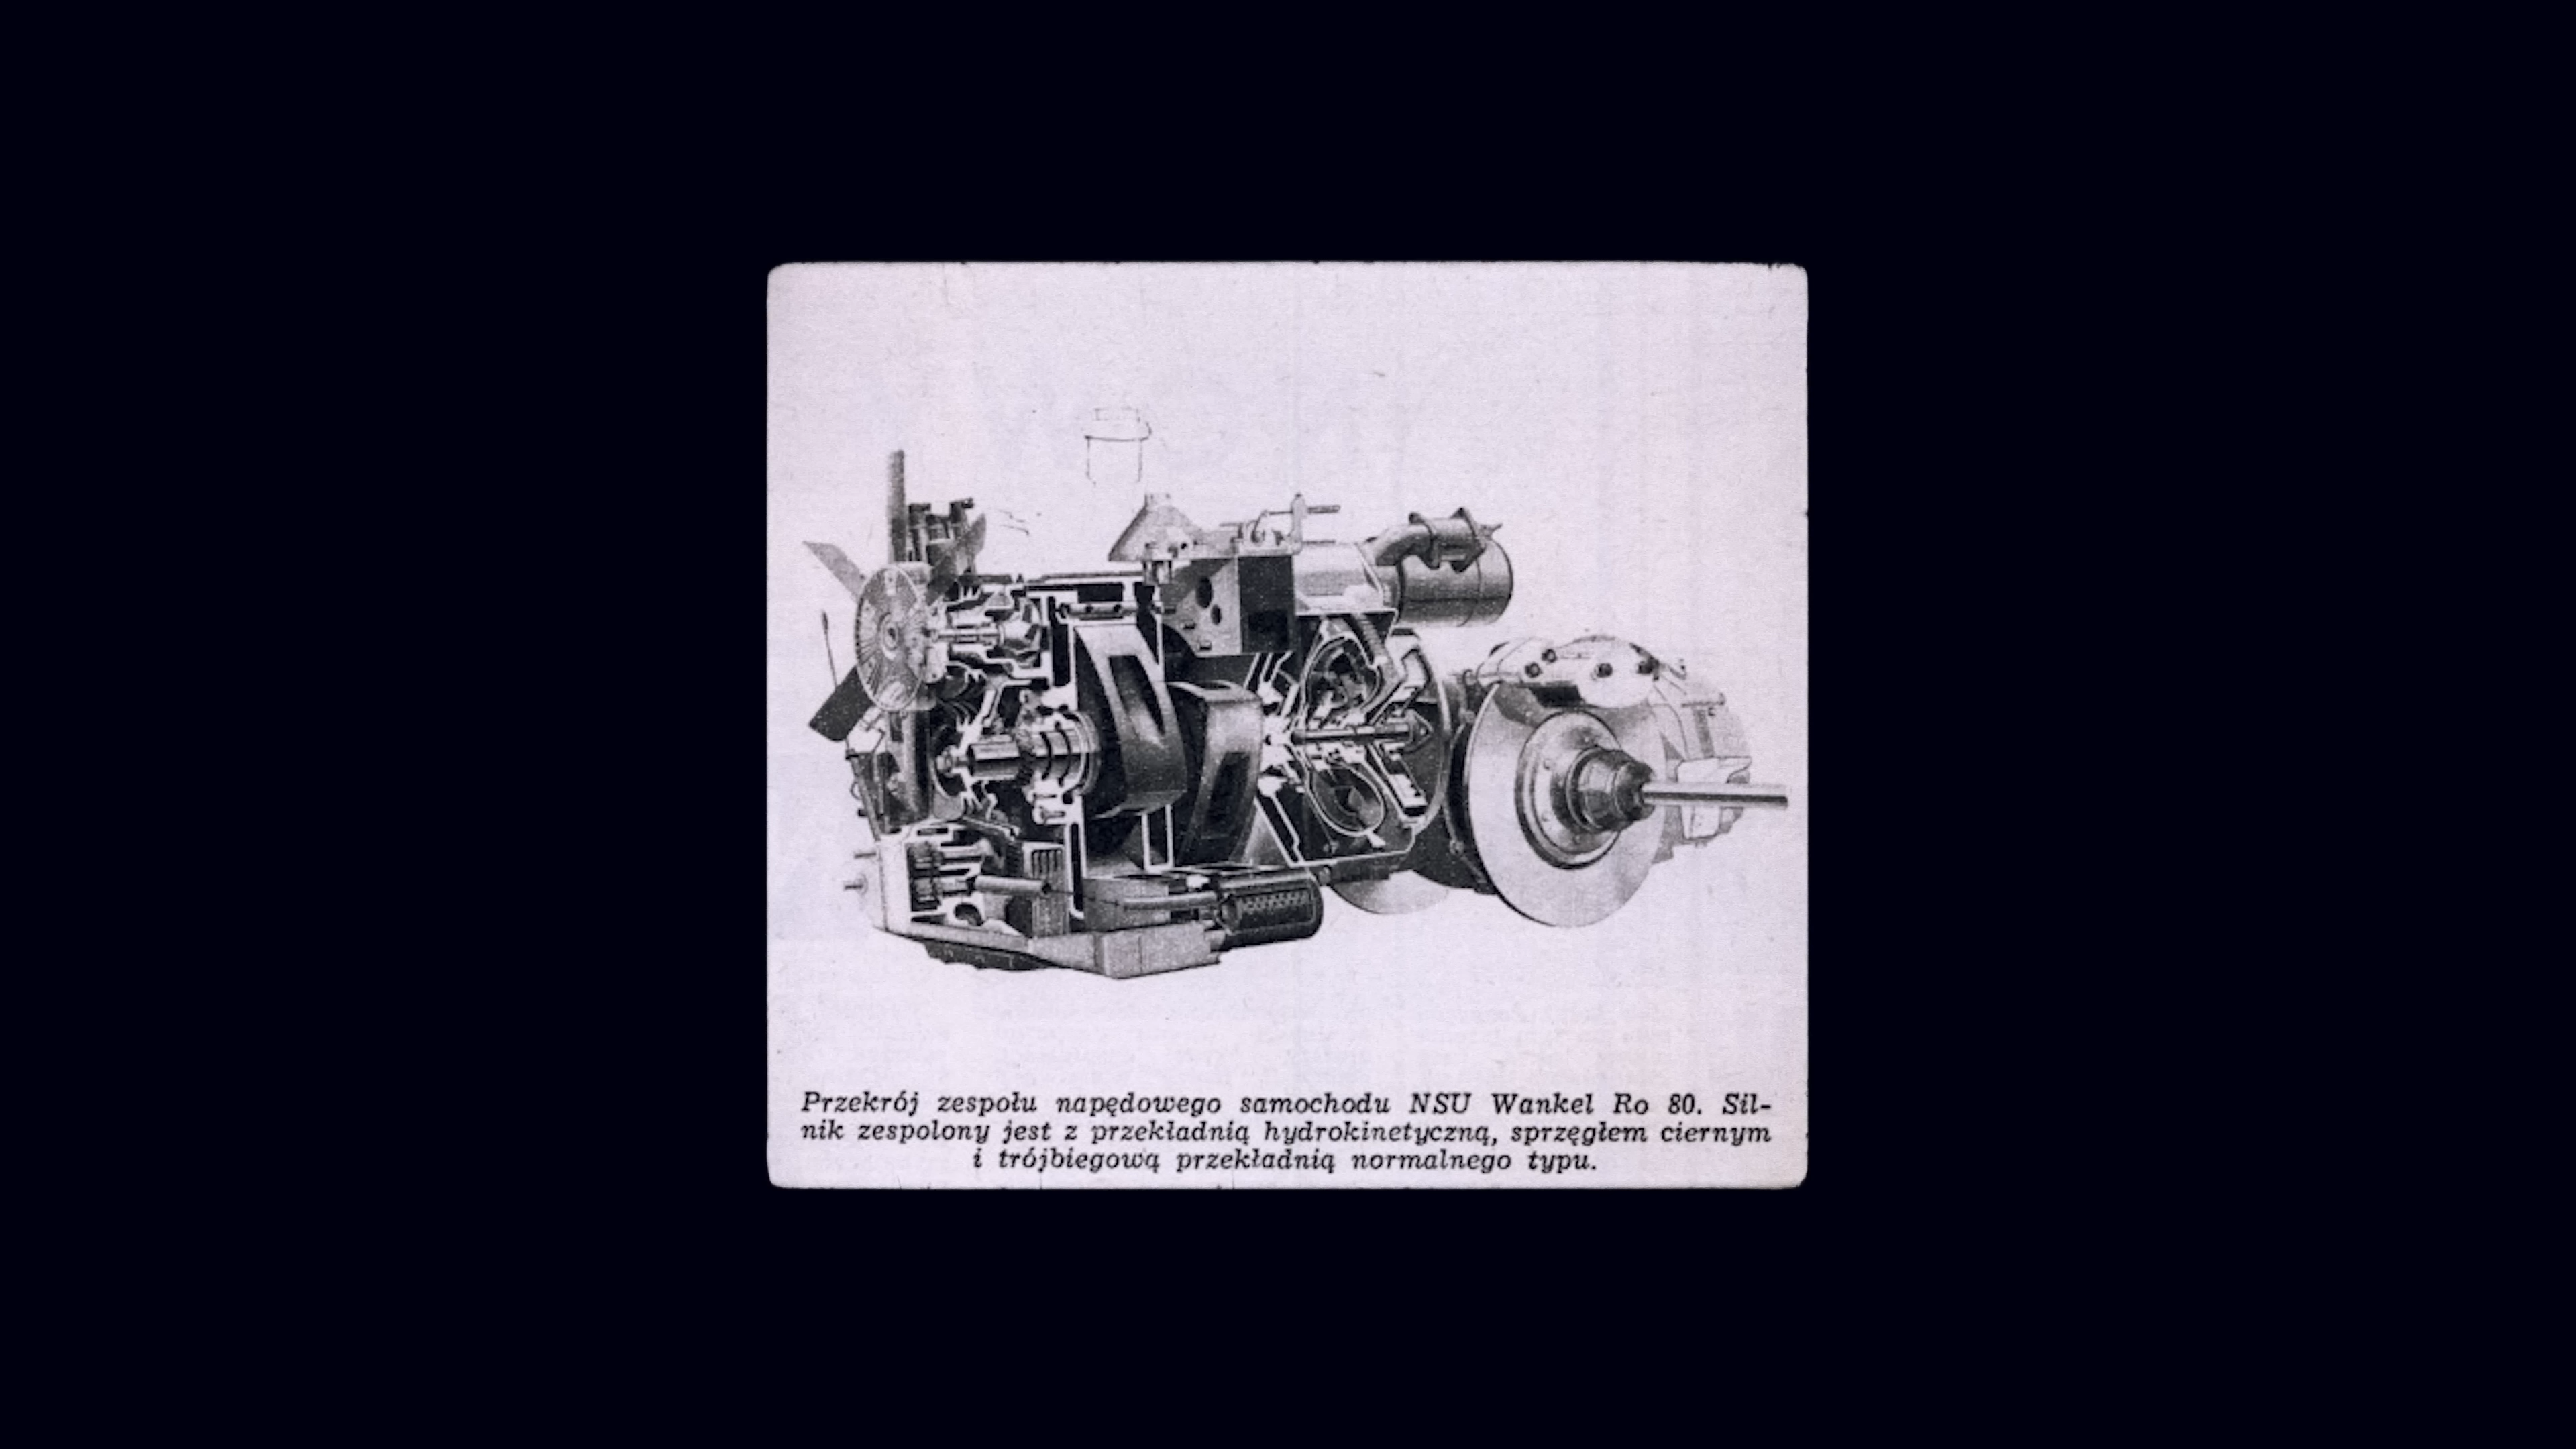 Przekrój zespołu napędowego samochodu NSU Wankel Ro 80. Sil-
nik zespolony jest z przekładnią hydrokinetyczną, sprzęgłem ciernym
i trójbiegową przekładnią normalnego typu.